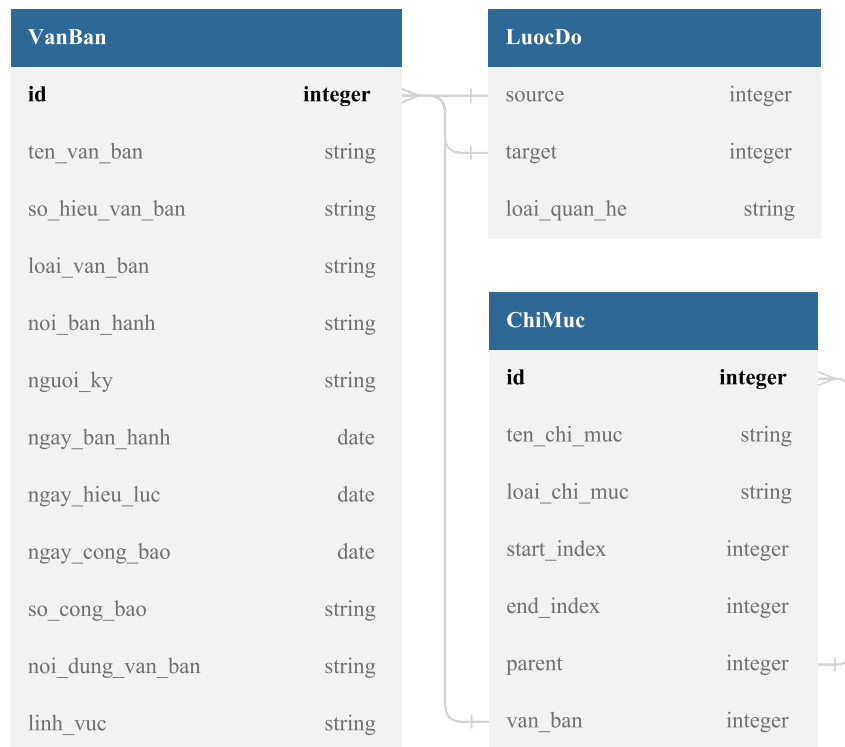 VanBan
id integer
ten_van_ban string
so_hieu_van_ban string
loai_van_ban string
noi_ban_hanh string
nguoi_ky string
ngay_ban_hanh date
ngay_hieu_luc date
ngay_cong_bao date
so_cong_bao string
noi_dung_van_ban string
linh_vuc string
LuocDo
source integer
target integer
loai_quan_he string
ChiMuc
id integer
ten_chi_muc string
loai_chi_muc string
start_index integer
end_index integer
parent integer
van_ban integer